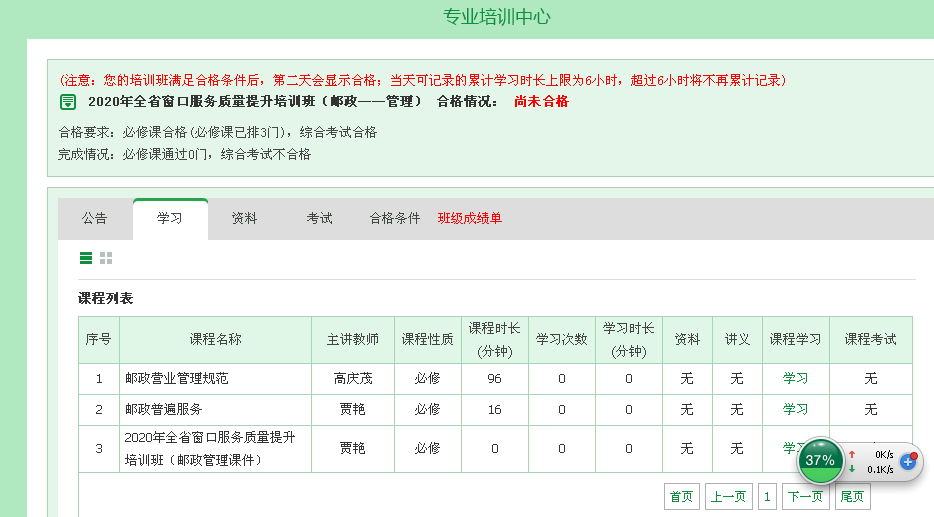 专业培训中心
(注意：您的培训班满足合格条件后，第二天会显示合格；当天可记录的累计学习时长上限为6小时，超过6小时将不再累计记录)
2020年全省窗口服务质量提升培训班（邮政——管理） 合格情况： 尚未合格
合格要求：必修课合格(必修课已排3门)，综合考试合格
完成情况：必修课通过0门，综合考试不合格
公告 学习 资料 考试 合格条件 班级成绩单
课程列表
序号 课程名称 主讲教师 课程性质 课程时长(分钟) 学习次数 学习时长(分钟) 资料 讲义 课程学习 课程考试
1 邮政营业管理规范 高庆茂 必修 96 0 0 无 无 学习 无
2 邮政普遍服务 贾艳 必修 16 0 0 无 无 学习 无
3 2020年全省窗口服务质量提升培训班（邮政管理课件） 贾艳 必修 0 0 0 无 无 学
37% 0K/s
0.1K/s
首页 上一页 1 下一页 尾页